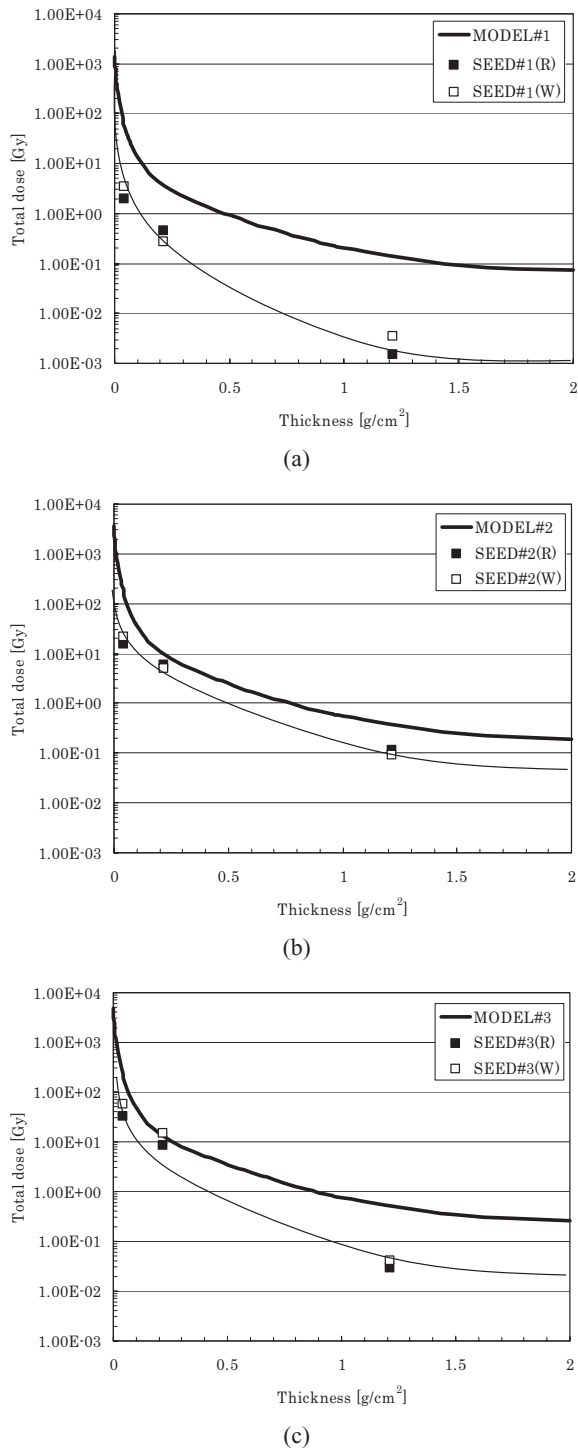 1.00E+04
1.00E+03
1.00E+02
1.00E+01
1.00E+00
1.00E-01
1.00E-02
1.00E-03
Total dose [Gy]
MODEL#1
SEED#1(R)
SEED#1(W)
0 0.5 1 1.5 2
Thickness [g/cm2]
(a)
1.00E+04
1.00E+03
1.00E+02
1.00E+01
1.00E+00
1.00E-01
1.00E-02
1.00E-03
Total dose [Gy]
MODEL#2
SEED#2(R)
SEED#2(W)
0 0.5 1 1.5 2
Thickness [g/cm2]
(b)
1.00E+04
1.00E+03
1.00E+02
1.00E+01
1.00E+00
1.00E-01
1.00E-02
1.00E-03
Total dose [Gy]
MODEL#3
SEED#3(R)
SEED#3(W)
0 0.5 1 1.5 2
Thickness [g/cm2]
(c)